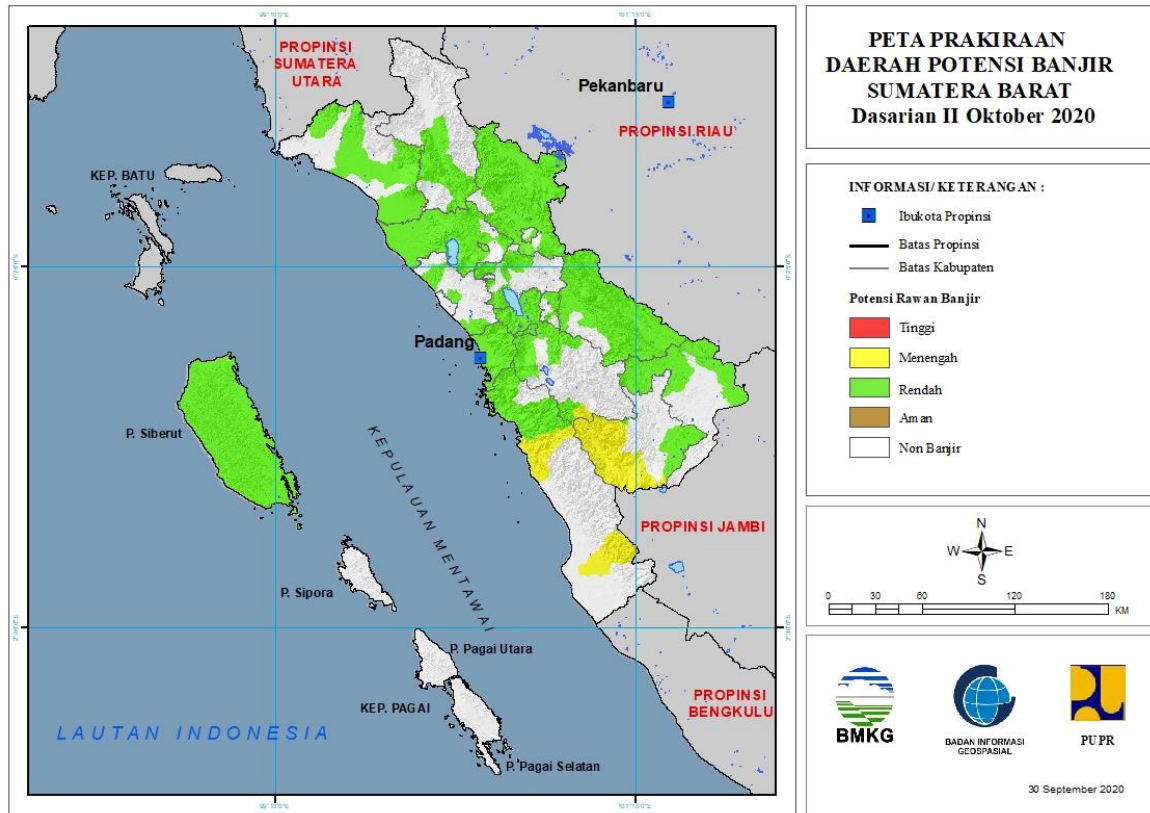 PETA PRAKIRAAN
DAERAH POTENSI BANJIR
SUMATERA BARAT
Dasarian II Oktober 2020
INFORMASI/ KETERANGAN :
Ibukota Propinsi
Batas Propinsi
Batas Kabupaten
Potensi Rawan Banjir
Tinggi
Menengah
Rendah
Aman
Non Banjir
N
W E
S
0 30 60 120 180
KM
BMKG
BADAN INFORMASI
GEOSPASIAL
PUPR
30 September 2020
PROPINSI
SUMATERA
UTARA
Pekanbaru
PROPINSI RIAU
KEP. BATU
Padang
P. Siberut
KEPULAUAN MENTAWAI
PROPINSI JAMBI
P. Sipora
P. Pagai Utara
KEP. PAGAI
PROPINSI
BENGKULU
LAUTAN INDONESIA
P. Pagai Selatan